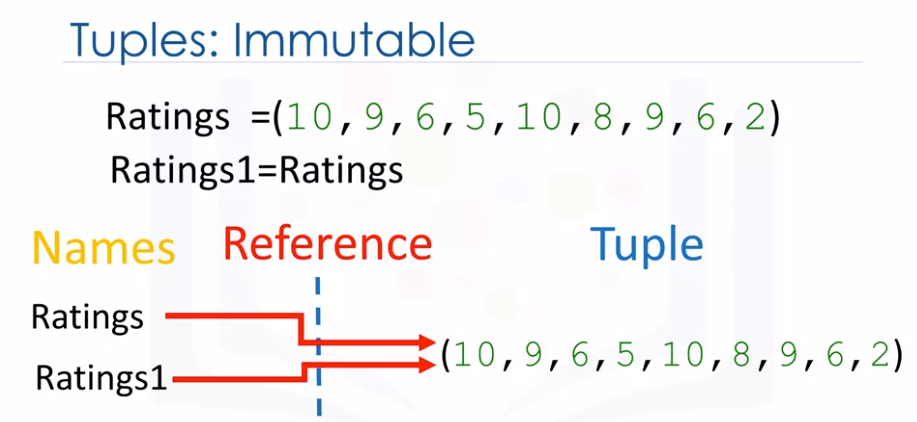 Tuples: Immutable
Ratings =(10,9,6,5,10,8,9,6,2)
Ratings1=Ratings
Names Reference Tuple
Ratings
(10,9,6,5,10,8,9,6,2)
Ratings1